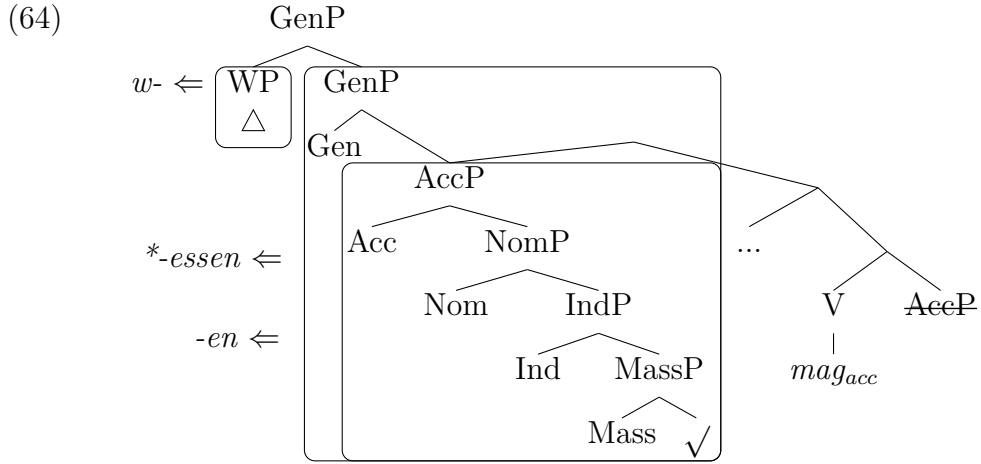 (64) GenP
w- ⇐ WP GenP
△
Gen
AccP
Acc NomP ...
*-essen ⇐
Nom IndP V AccP
-en ⇐
Ind MassP mag_acc
Mass √